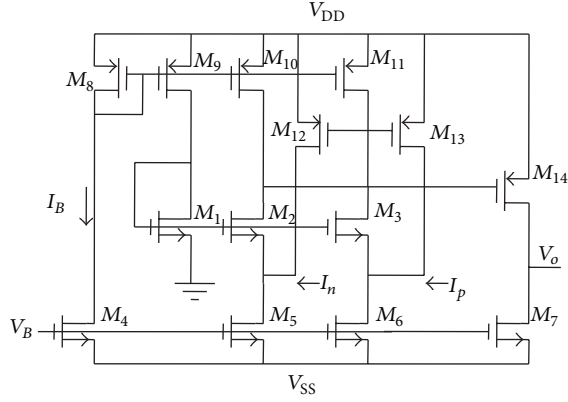 V_DD
M_8 M_9 M_10 M_11
M_12 M_13
M_14
I_B M_1 M_2 M_3
V_o
I_n I_p
V_B M_4 M_5 M_6 M_7
V_SS